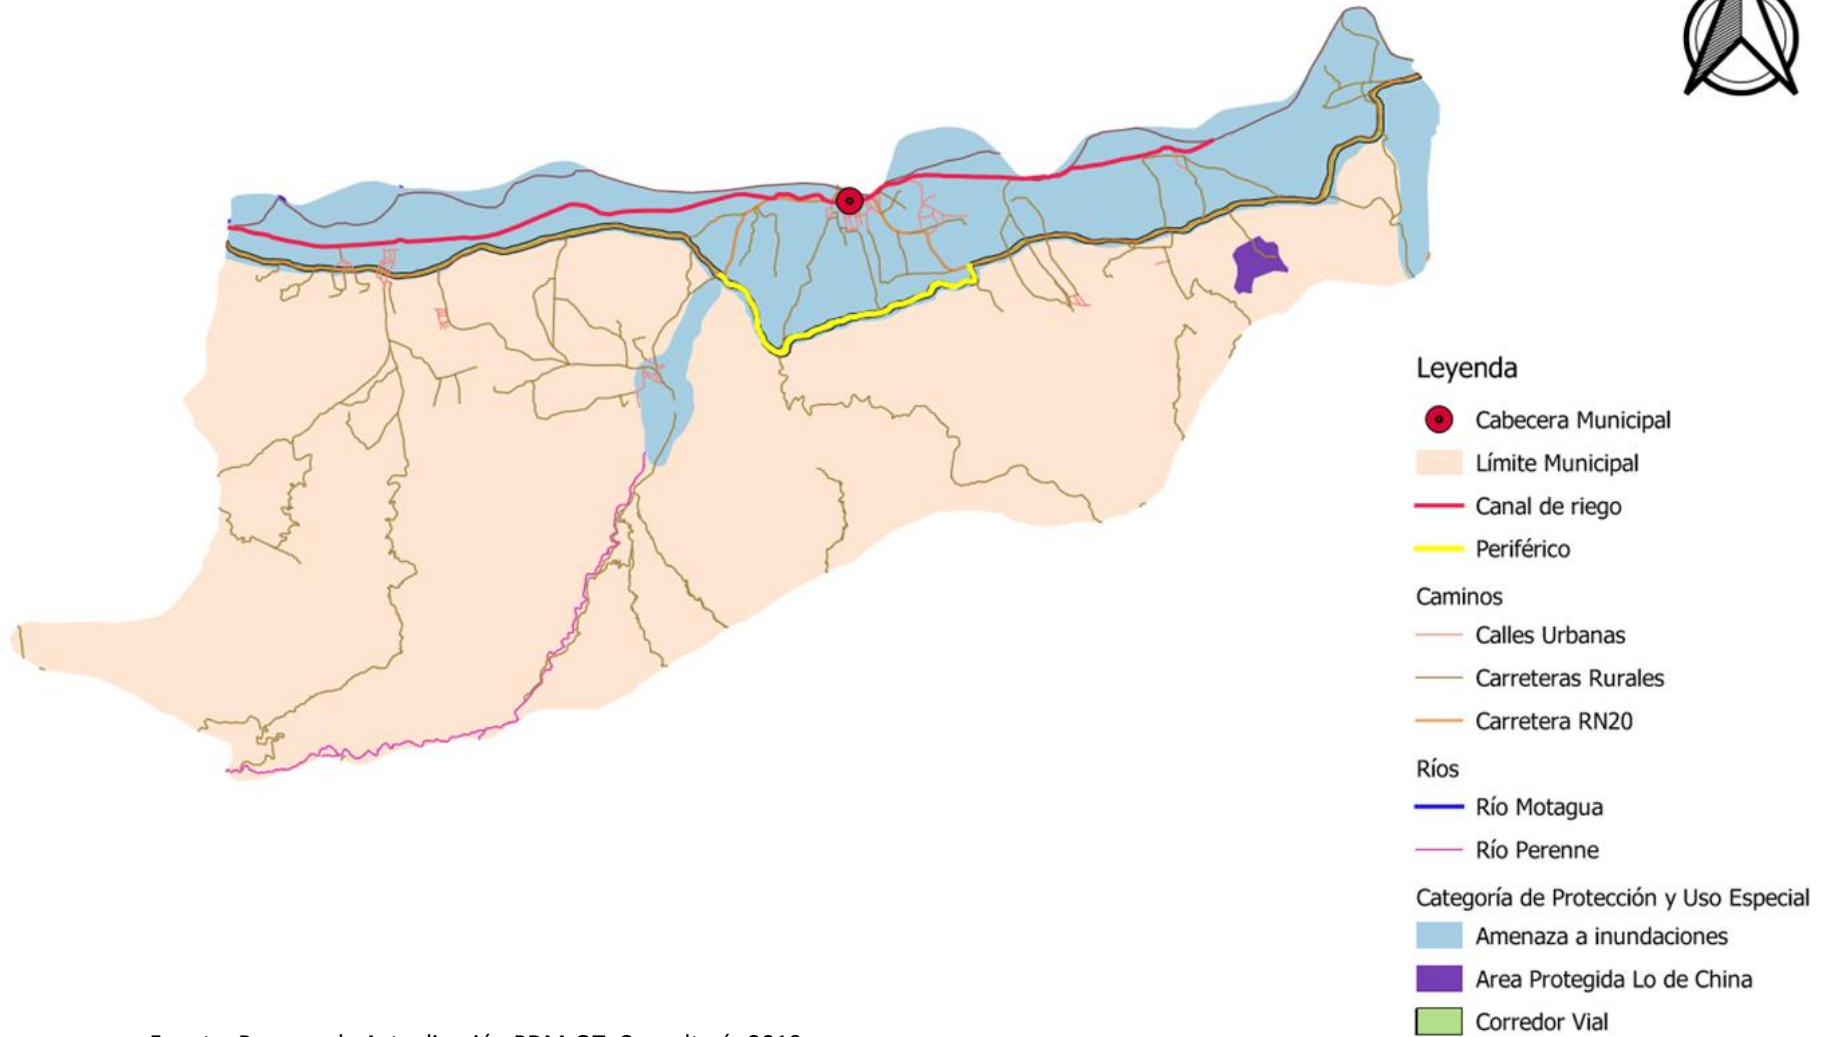 Leyenda
Cabecera Municipal
Límite Municipal
Canal de riego
Periférico
Caminos
Calles Urbanas
Carreteras Rurales
Carretera RN20
Ríos
Río Motagua
Río Perenne
Categoría de Protección y Uso Especial
Amenaza a inundaciones
Area Protegida Lo de China
Corredor Vial